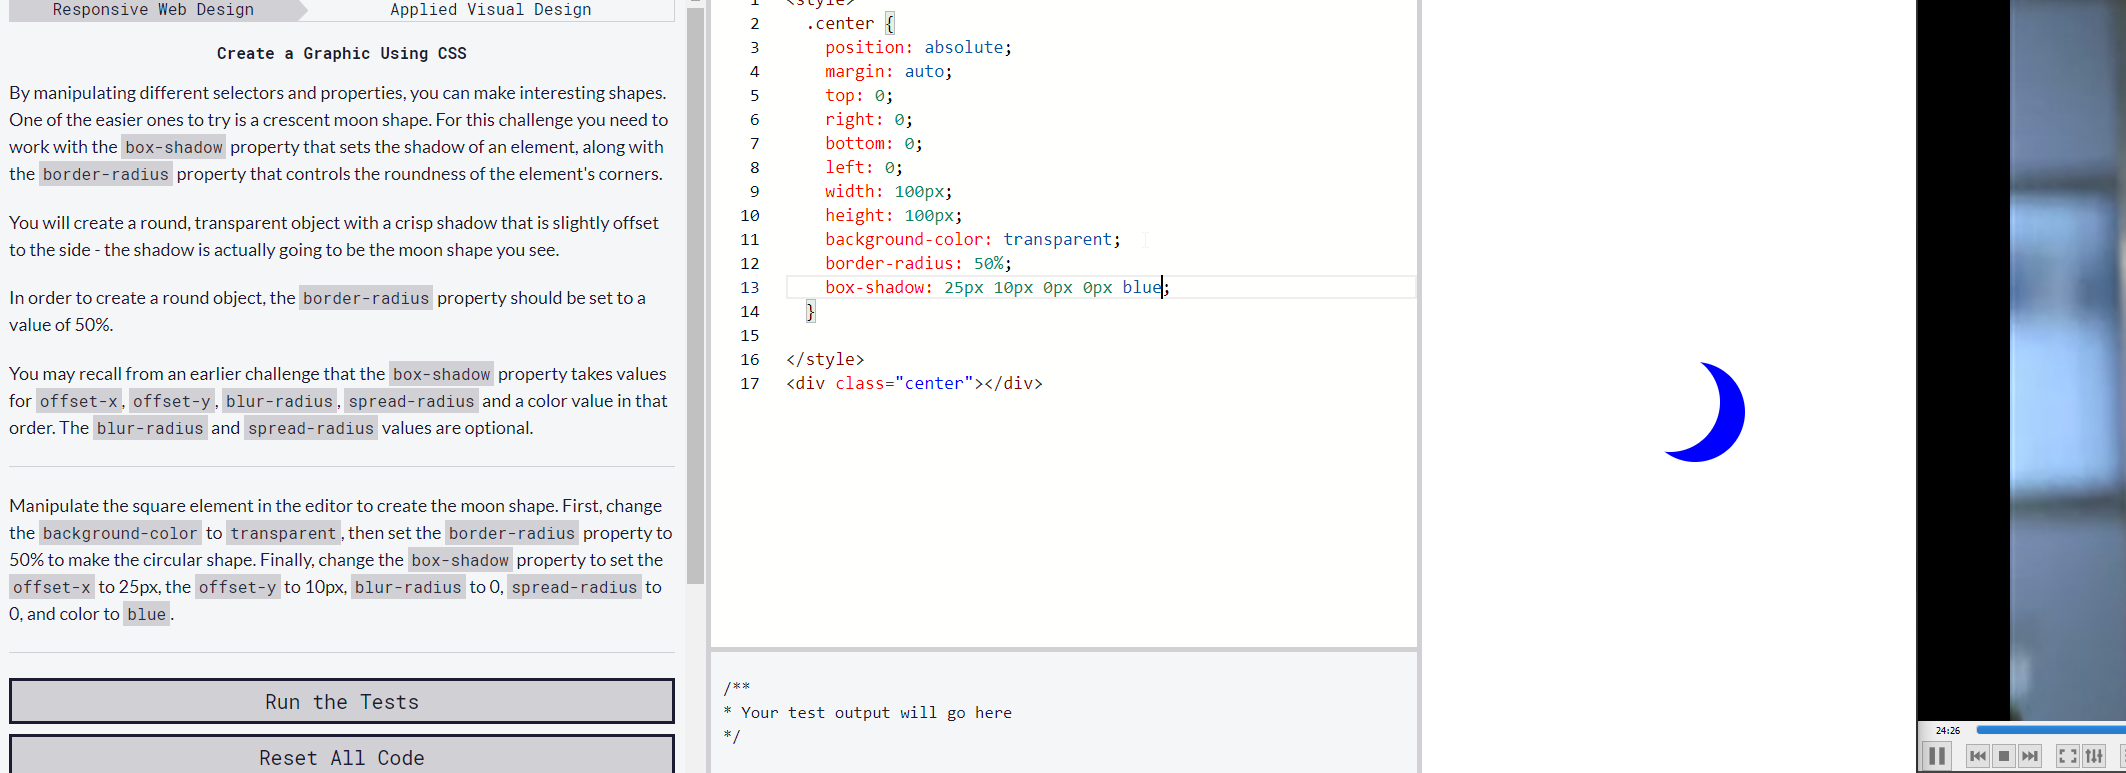 Responsive Web Design
Applied Visual Design
Create a Graphic Using CSS
By manipulating different selectors and properties, you can make interesting shapes.
One of the easier ones to try is a crescent moon shape. For this challenge you need to
work with the box-shadow property that sets the shadow of an element, along with
the border-radius property that controls the roundness of the element's corners.
You will create a round, transparent object with a crisp shadow that is slightly offset
to the side - the shadow is actually going to be the moon shape you see.
In order to create a round object, the border-radius property should be set to a
value of 50%.
You may recall from an earlier challenge that the box-shadow property takes values
for offset-x, offset-y, blur-radius, spread-radius and a color value in that
order. The blur-radius and spread-radius values are optional.
Manipulate the square element in the editor to create the moon shape. First, change
the background-color to transparent, then set the border-radius property to
50% to make the circular shape. Finally, change the box-shadow property to set the
offset-x to 25px, the offset-y to 10px, blur-radius to 0, spread-radius to
0, and color to blue.
Run the Tests
Reset All Code
1 <style>
2 .center {
3 position: absolute;
4 margin: auto;
5 top: 0;
6 right: 0;
7 bottom: 0;
8 left: 0;
9 width: 100px;
10 height: 100px;
11 background-color: transparent;
12 border-radius: 50%;
13 box-shadow: 25px 10px 0px 0px blue;
14 }
15
16 </style>
17 <div class="center"></div>
/**
* Your test output will go here
*/
24:26